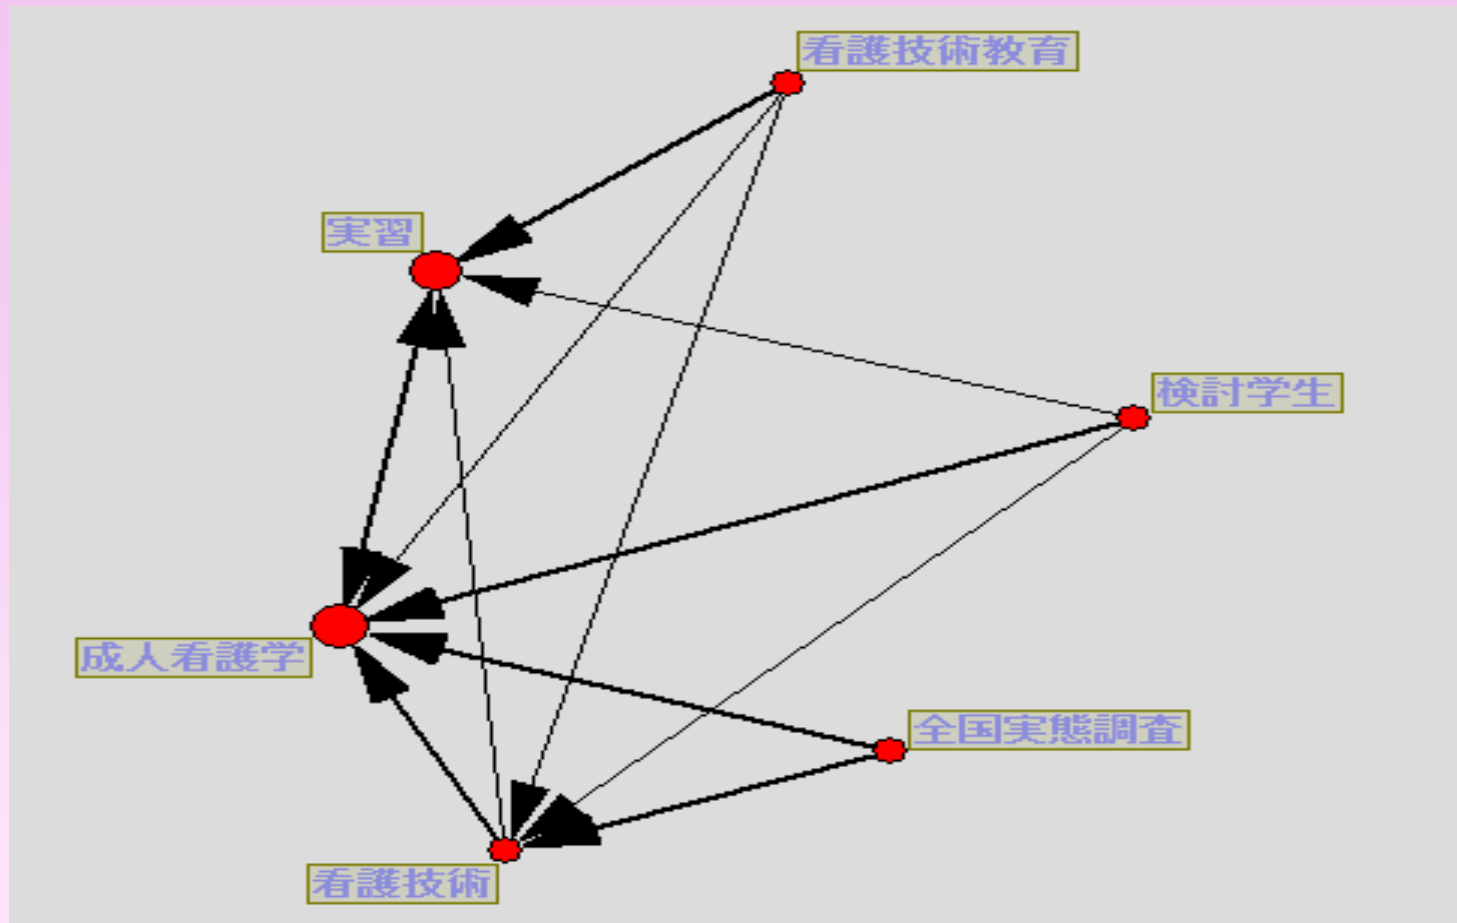 看護技術教育
実習
検討学生
成人看護学
全国実態調査
看護技術